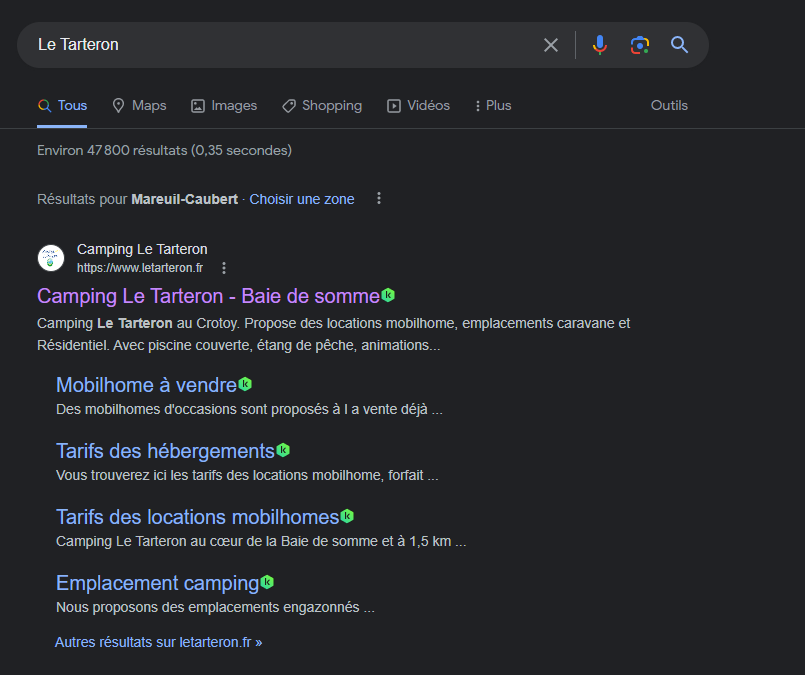 Le Tarteron
Tous Maps Images Shopping Vidéos Plus Outils
Environ 47 800 résultats (0,35 secondes)
Résultats pour Mareuil-Caubert · Choisir une zone
Camping Le Tarteron
https://www.letarteron.fr
Camping Le Tarteron - Baie de somme
Camping Le Tarteron au Crotoy. Propose des locations mobilhome, emplacements caravane et
Résidentiel. Avec piscine couverte, étang de pêche, animations...
Mobilhome à vendre
Des mobilhomes d'occasions sont proposés à l a vente déjà ...
Tarifs des hébergements
Vous trouverez ici les tarifs des locations mobilhome, forfait ...
Tarifs des locations mobilhomes
Camping Le Tarteron au cœur de la Baie de somme et à 1,5 km ...
Emplacement camping
Nous proposons des emplacements engazonnés ...
Autres résultats sur letarteron.fr »